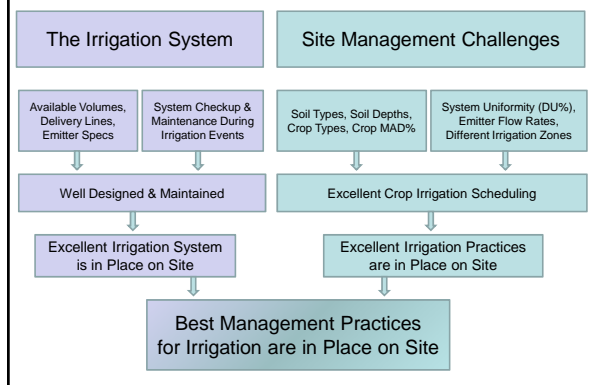 The Irrigation System
Site Management Challenges
Available Volumes,
Delivery Lines,
Emitter Specs
System Checkup &
Maintenance During
Irrigation Events
Soil Types, Soil Depths,
Crop Types, Crop MAD%
System Uniformity (DU%),
Emitter Flow Rates,
Different Irrigation Zones
Well Designed & Maintained
Excellent Crop Irrigation Scheduling
Excellent Irrigation System
is in Place on Site
Excellent Irrigation Practices
are in Place on Site
Best Management Practices
for Irrigation are in Place on Site